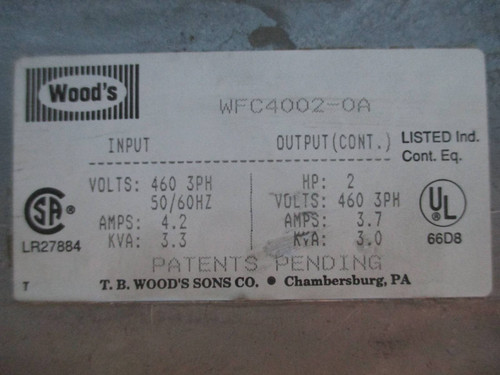 Wood's
WFC4002-0A
INPUT OUTPUT(CONT.) LISTED Ind.
Cont. Eq.
VOLTS: 460 3PH HP: 2
50/60HZ VOLTS: 460 3PH
AMPS: 4.2 AMPS: 3.7
KVA: 3.3 KVA: 3.0
SA ®
LR27884
UL ®
66D8
PATENTS PENDING
T T. B. WOOD'S SONS CO. • Chambersburg, PA